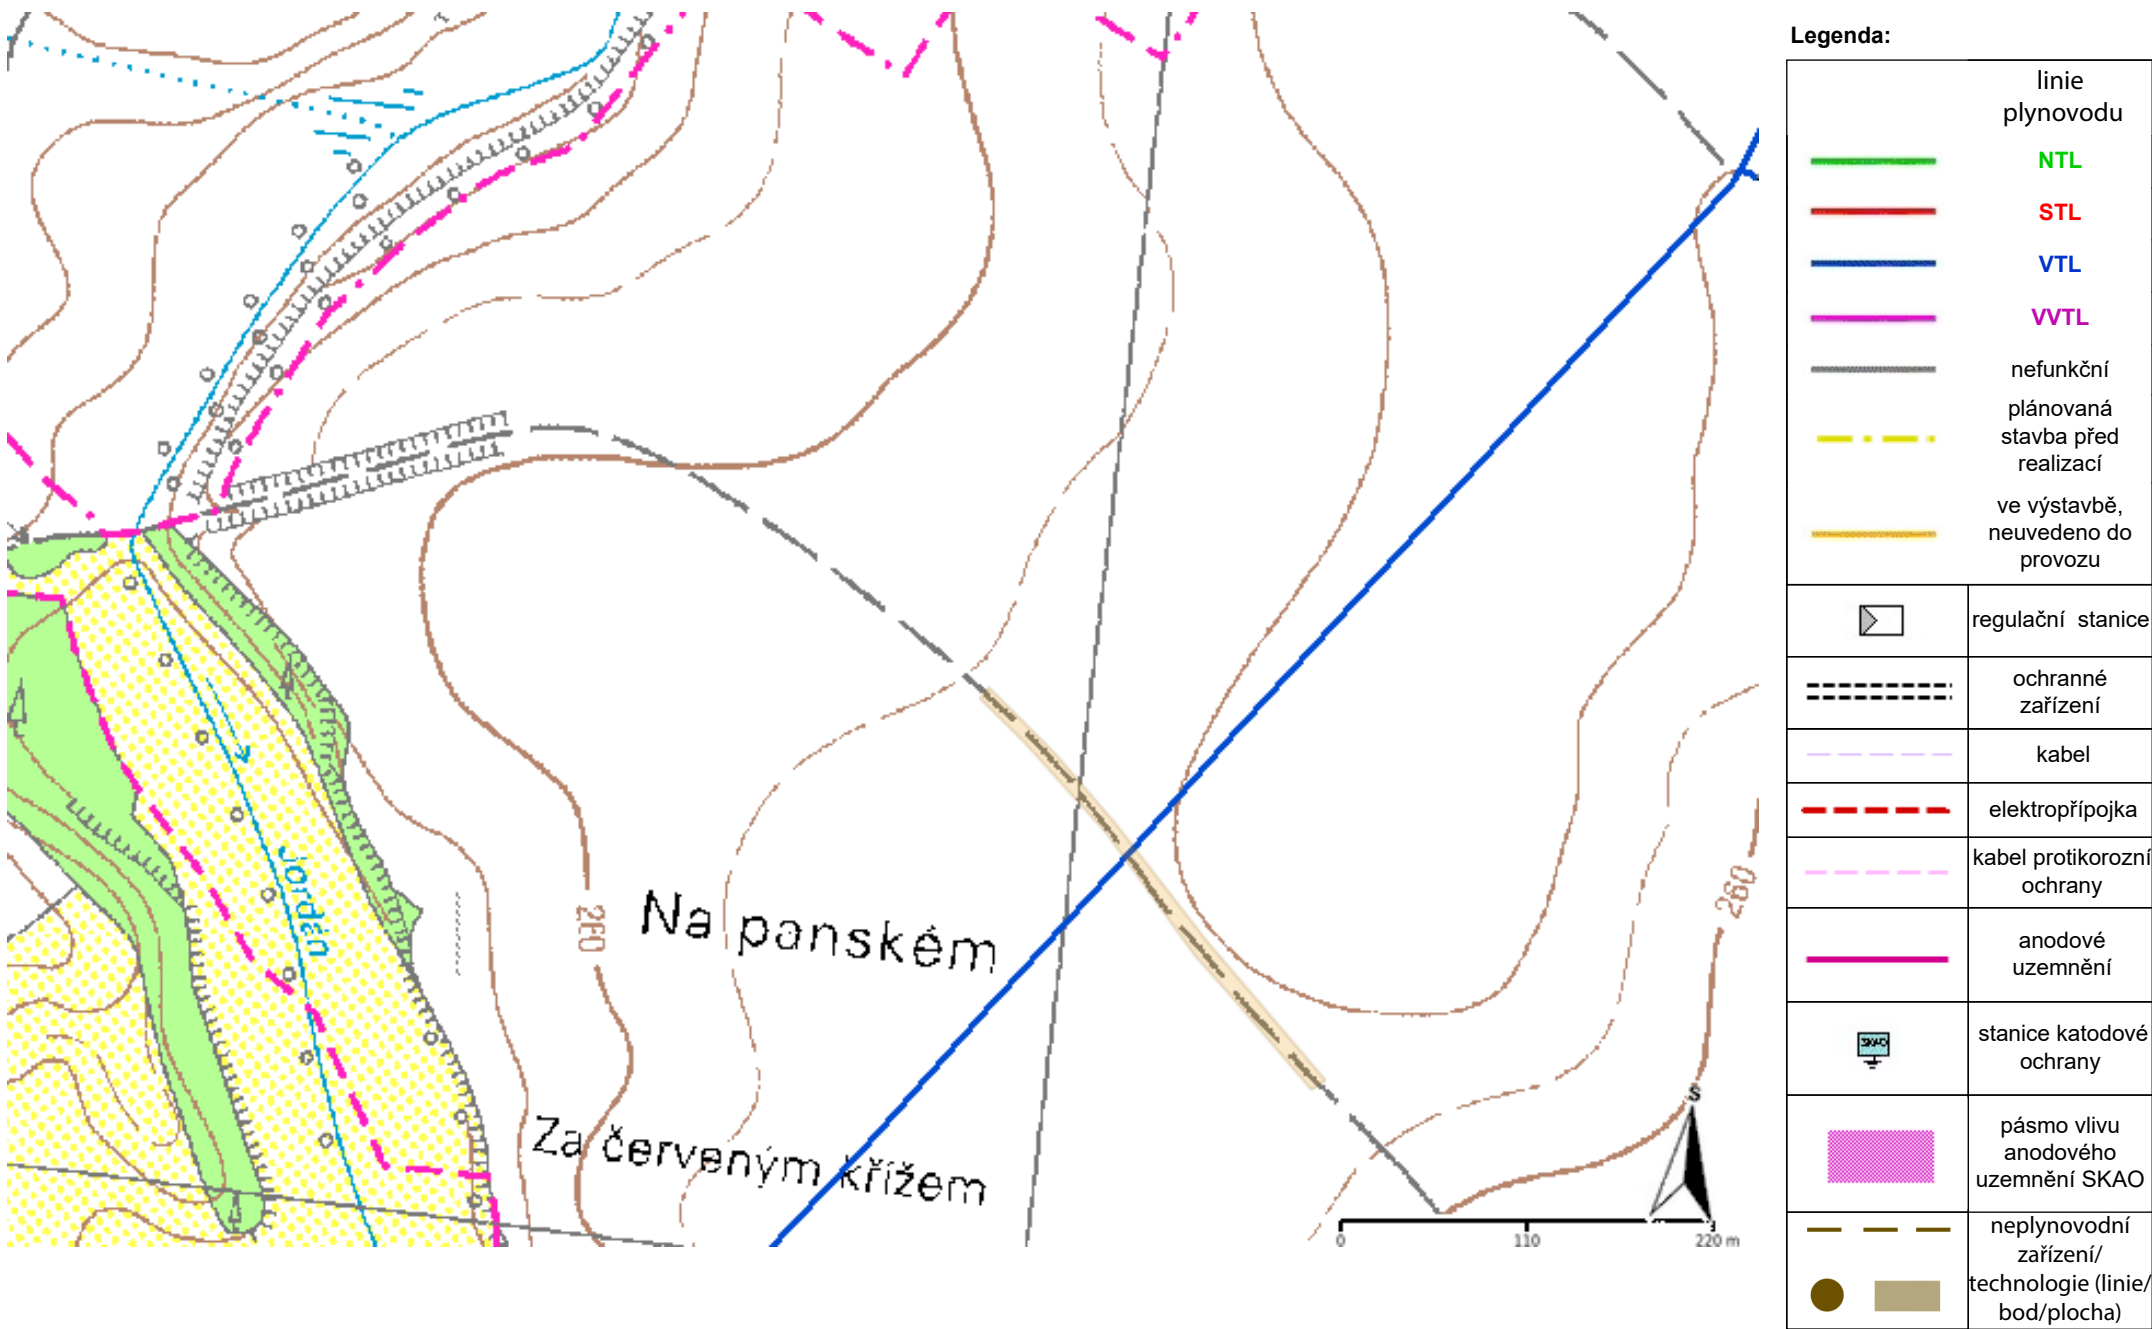 Jordán
Na panském
Za červeným křížem
260
260
S
0 110 220 m
Legenda:
linie
plynovodu
NTL
STL
VTL
VVTL
nefunkční
plánovaná
stavba před
realizací
ve výstavbě,
neuvedeno do
provozu
regulační stanice
ochranné
zařízení
kabel
elektropřípojka
kabel protikorozní
ochrany
anodové
uzemnění
SKAO
stanice katodové
ochrany
pásmo vlivu
anodového
uzemnění SKAO
neplynovodní
zařízení/
technologie (linie/
bod/plocha)